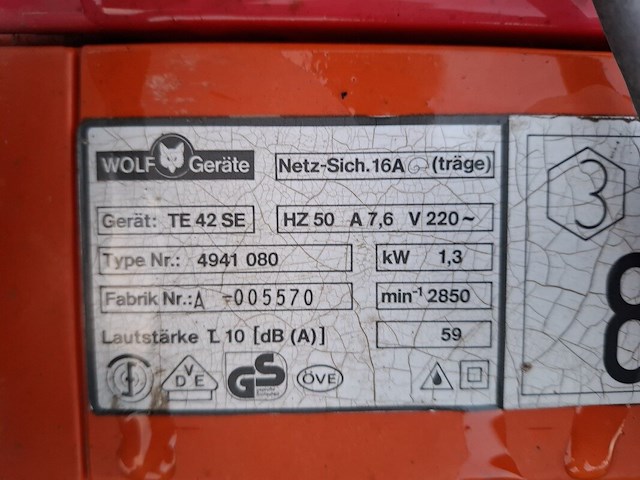 WOLF Geräte
Netz-Sich. 16A (träge)
Gerät: TE 42 SE
HZ 50 A 7,6 V 220~
Type Nr.: 4941 080
kW 1,3
Fabrik Nr.: A -005570
min-1 2850
Lautstärke L 10 [dB (A)]
59
VDE
GS
ÖVE
3
8